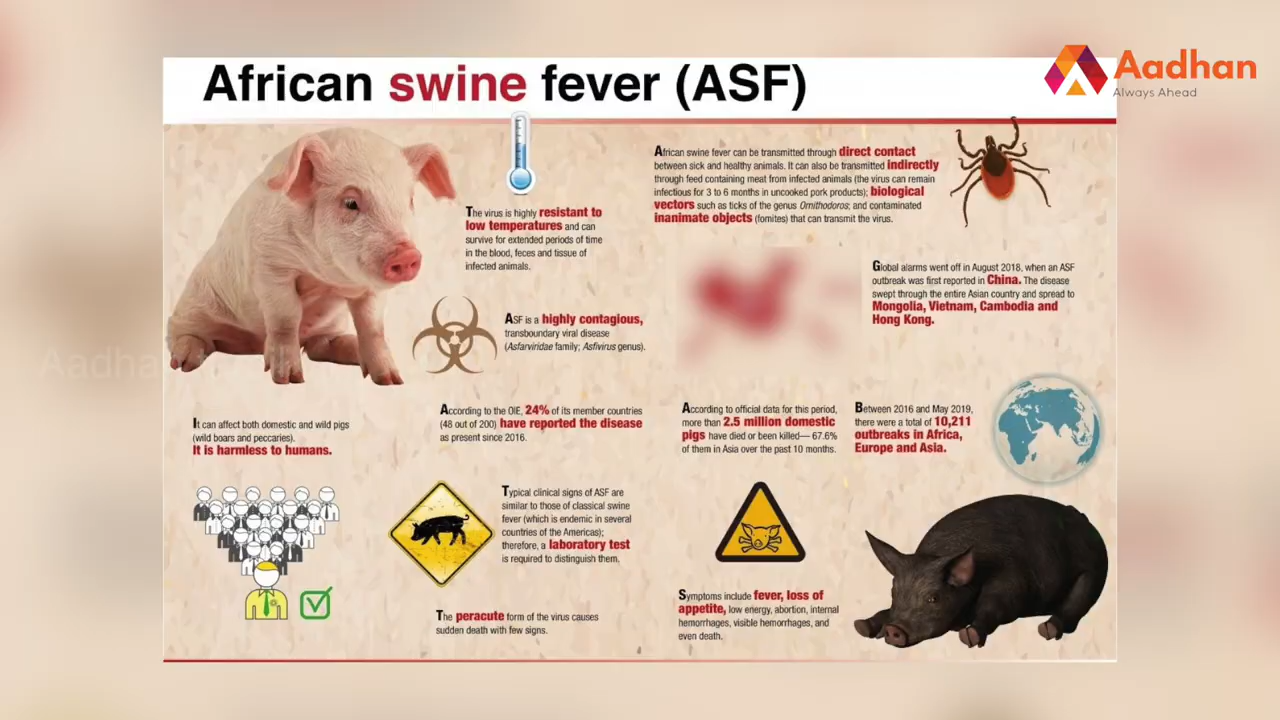 African swine fever (ASF)
Aadhan
Always Ahead
The virus is highly resistant to
low temperatures and can
survive for extended periods of time
in the blood, feces and tissue of
infected animals.
African swine fever can be transmitted through direct contact
between sick and healthy animals. It can also be transmitted indirectly
through feed containing meat from infected animals (the virus can remain
infectious for 3 to 6 months in uncooked pork products); biological
vectors such as ticks of the genus Ornithodoros; and contaminated
inanimate objects (fomites) that can transmit the virus.
ASF is a highly contagious,
transboundary viral disease
(Asfarviridae family; Asfivirus genus).
Global alarms went off in August 2018, when an ASF
outbreak was first reported in China. The disease
swept through the entire Asian country and spread to
Mongolia, Vietnam, Cambodia and
Hong Kong.
Aadhan
It can affect both domestic and wild pigs
(wild boars and peccaries).
It is harmless to humans.
According to the OIE, 24% of its member countries
(48 out of 200) have reported the disease
as present since 2016.
According to official data for this period,
more than 2.5 million domestic
pigs have died or been killed— 67.6%
of them in Asia over the past 10 months.
Between 2016 and May 2019,
there were a total of 10,211
outbreaks in Africa,
Europe and Asia.
Typical clinical signs of ASF are
similar to those of classical swine
fever (which is endemic in several
countries of the Americas);
therefore, a laboratory test
is required to distinguish them.
The peracute form of the virus causes
sudden death with few signs.
Symptoms include fever, loss of
appetite, low energy, abortion, internal
hemorrhages, visible hemorrhages, and
even death.